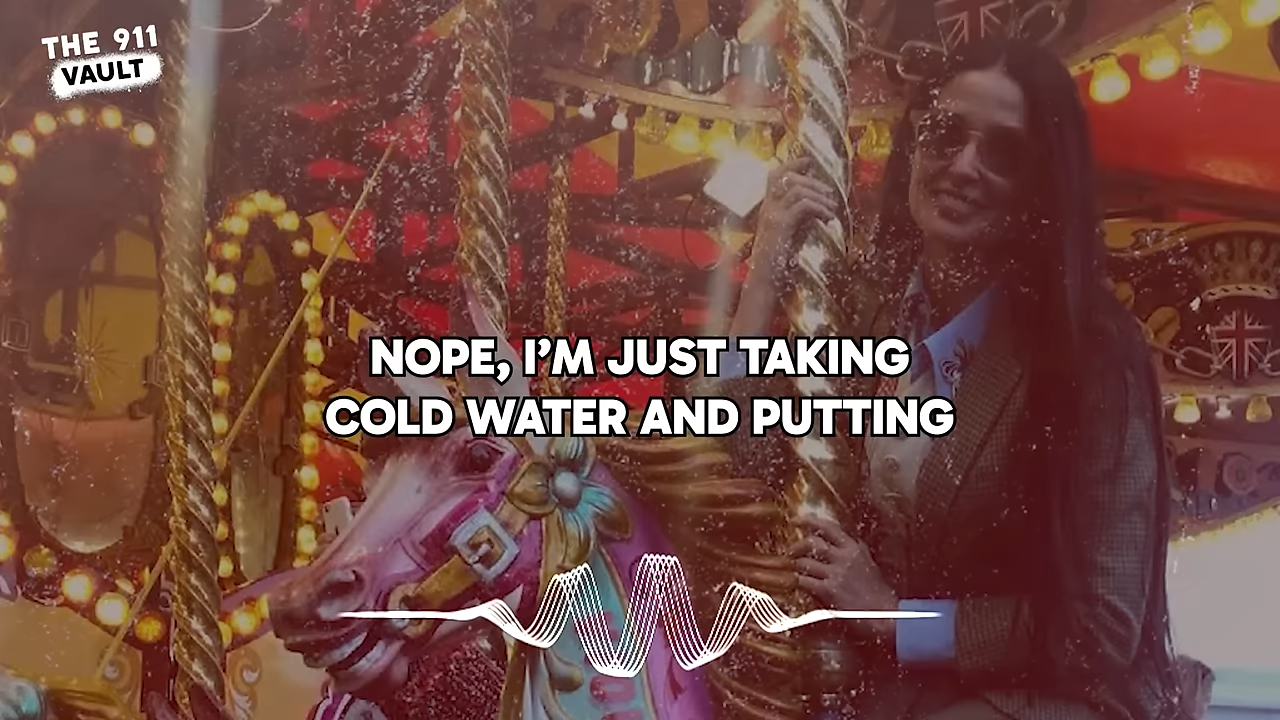 THE 911
VAULT
NOPE, I'M JUST TAKING
COLD WATER AND PUTTING